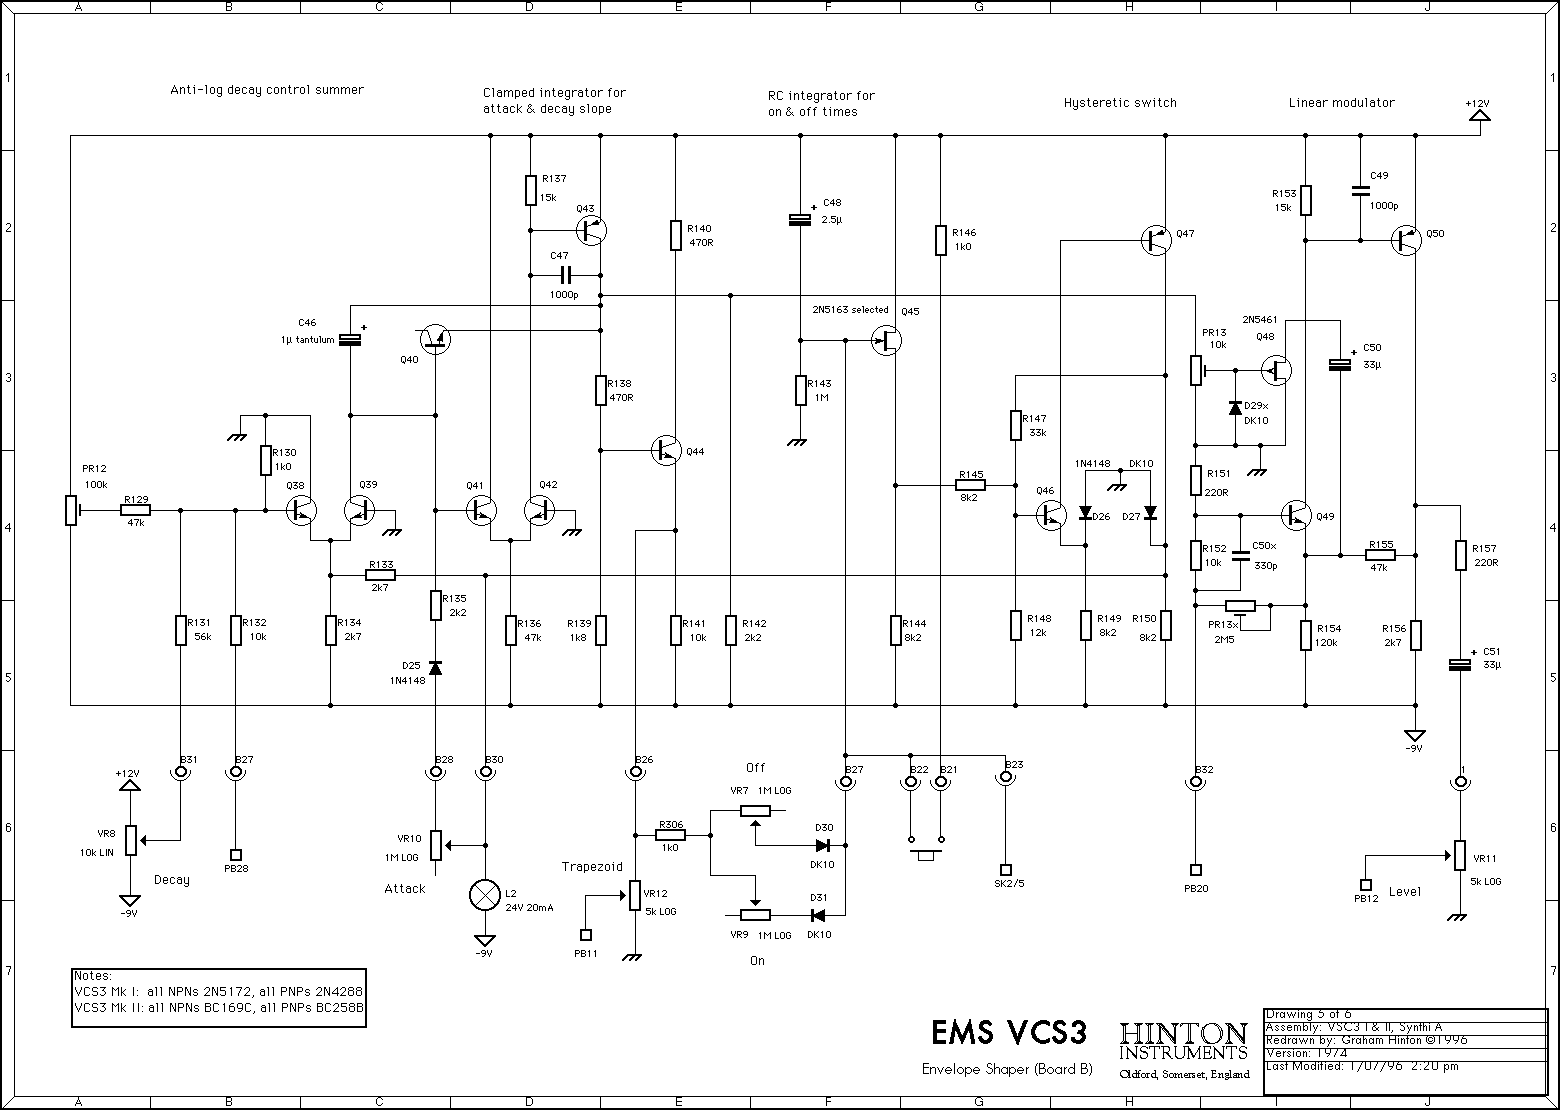 A B C D E F G H I J
1 1
Anti-log decay control summer
Clamped integrator for
attack & decay slope
RC integrator for
on & off times
Hysteretic switch
Linear modulator
+12V
R137
15k
Q43
C47
1000p
R140
470R
+ C48
2.5µ
R146
1k0
Q47
R153
15k
C49
1000p
Q50
2 2
C46
1µ tantulum
+
Q40
R138
470R
2N5163 selected
Q45
R143
1M
R147
33k
PR13
10k
2N5461
Q48
D29x
DK10
+ C50
33µ
3 3
PR12
100k
R129
47k
R130
1k0
Q38
Q39
Q41
Q42
Q44
R145
8k2
Q46
1N4148
DK10
D26
D27
R151
220R
Q49
R152
10k
C50x
330p
R155
47k
R157
220R
4 4
R133
2k7
R135
2k2
R131
56k
R132
10k
R134
2k7
R136
47k
R139
1k8
R141
10k
R142
2k2
R144
8k2
R148
12k
R149
8k2
R150
8k2
PR13x
2M5
R154
120k
R156
2k7
+ C51
33µ
D25
1N4148
5 5
-9V
B31
B27
B28
B30
B26
B27
B22
B21
B23
B32
1
+12V
VR8
10k LIN
Decay
-9V
PB28
VR10
1M LOG
Attack
L2
24V 20mA
-9V
Trapezoid
R306
1k0
VR12
5k LOG
PB11
Off
VR7 1M LOG
D30
DK10
D31
DK10
VR9 1M LOG
On
SK2/5
PB20
VR11
5k LOG
PB12
Level
6 6
7 7
Notes:
VCS3 Mk I: all NPNs 2N5172, all PNPs 2N4288
VCS3 Mk II: all NPNs BC169C, all PNPs BC258B
EMS VCS3
Envelope Shaper (Board B)
HINTON
INSTRUMENTS
Oldford, Somerset, England
Drawing 5 of 6
Assembly: VSC3 I & II, Synthi A
Redrawn by: Graham Hinton ©1996
Version: 1974
Last Modified: 1/07/96 2:20 pm
A B C D E F G H I J